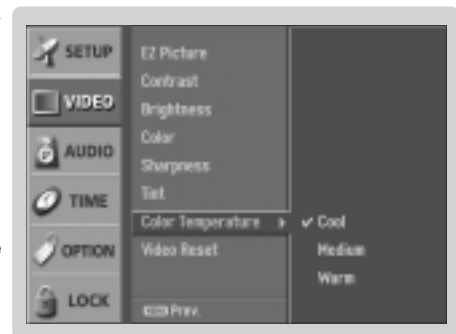 SETUP
VIDEO
AUDIO
TIME
OPTION
LOCK
EZ Picture
Contrast
Brightness
Color
Sharpness
Tint
Color Temperature
Video Reset
Prev.
✔ Cool
Medium
Warm